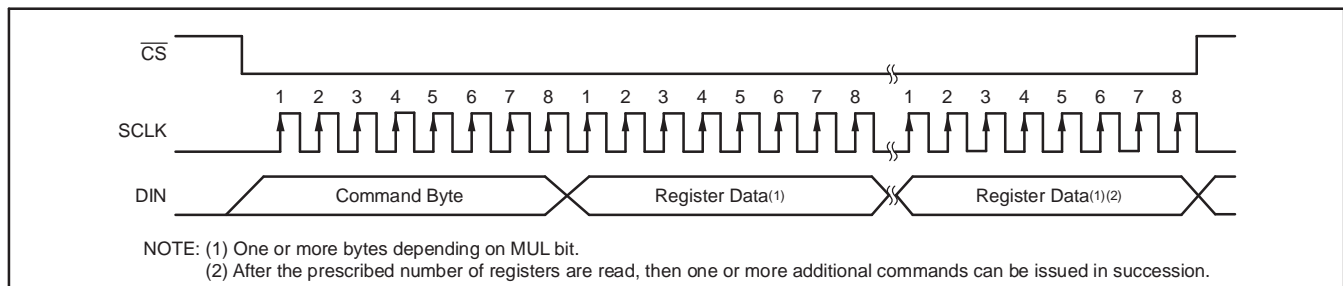 CS
1 2 3 4 5 6 7 8 1 2 3 4 5 6 7 8 1 2 3 4 5 6 7 8
SCLK
DIN Command Byte Register Data(1) Register Data(1)(2)
NOTE: (1) One or more bytes depending on MUL bit.
(2) After the prescribed number of registers are read, then one or more additional commands can be issued in succession.